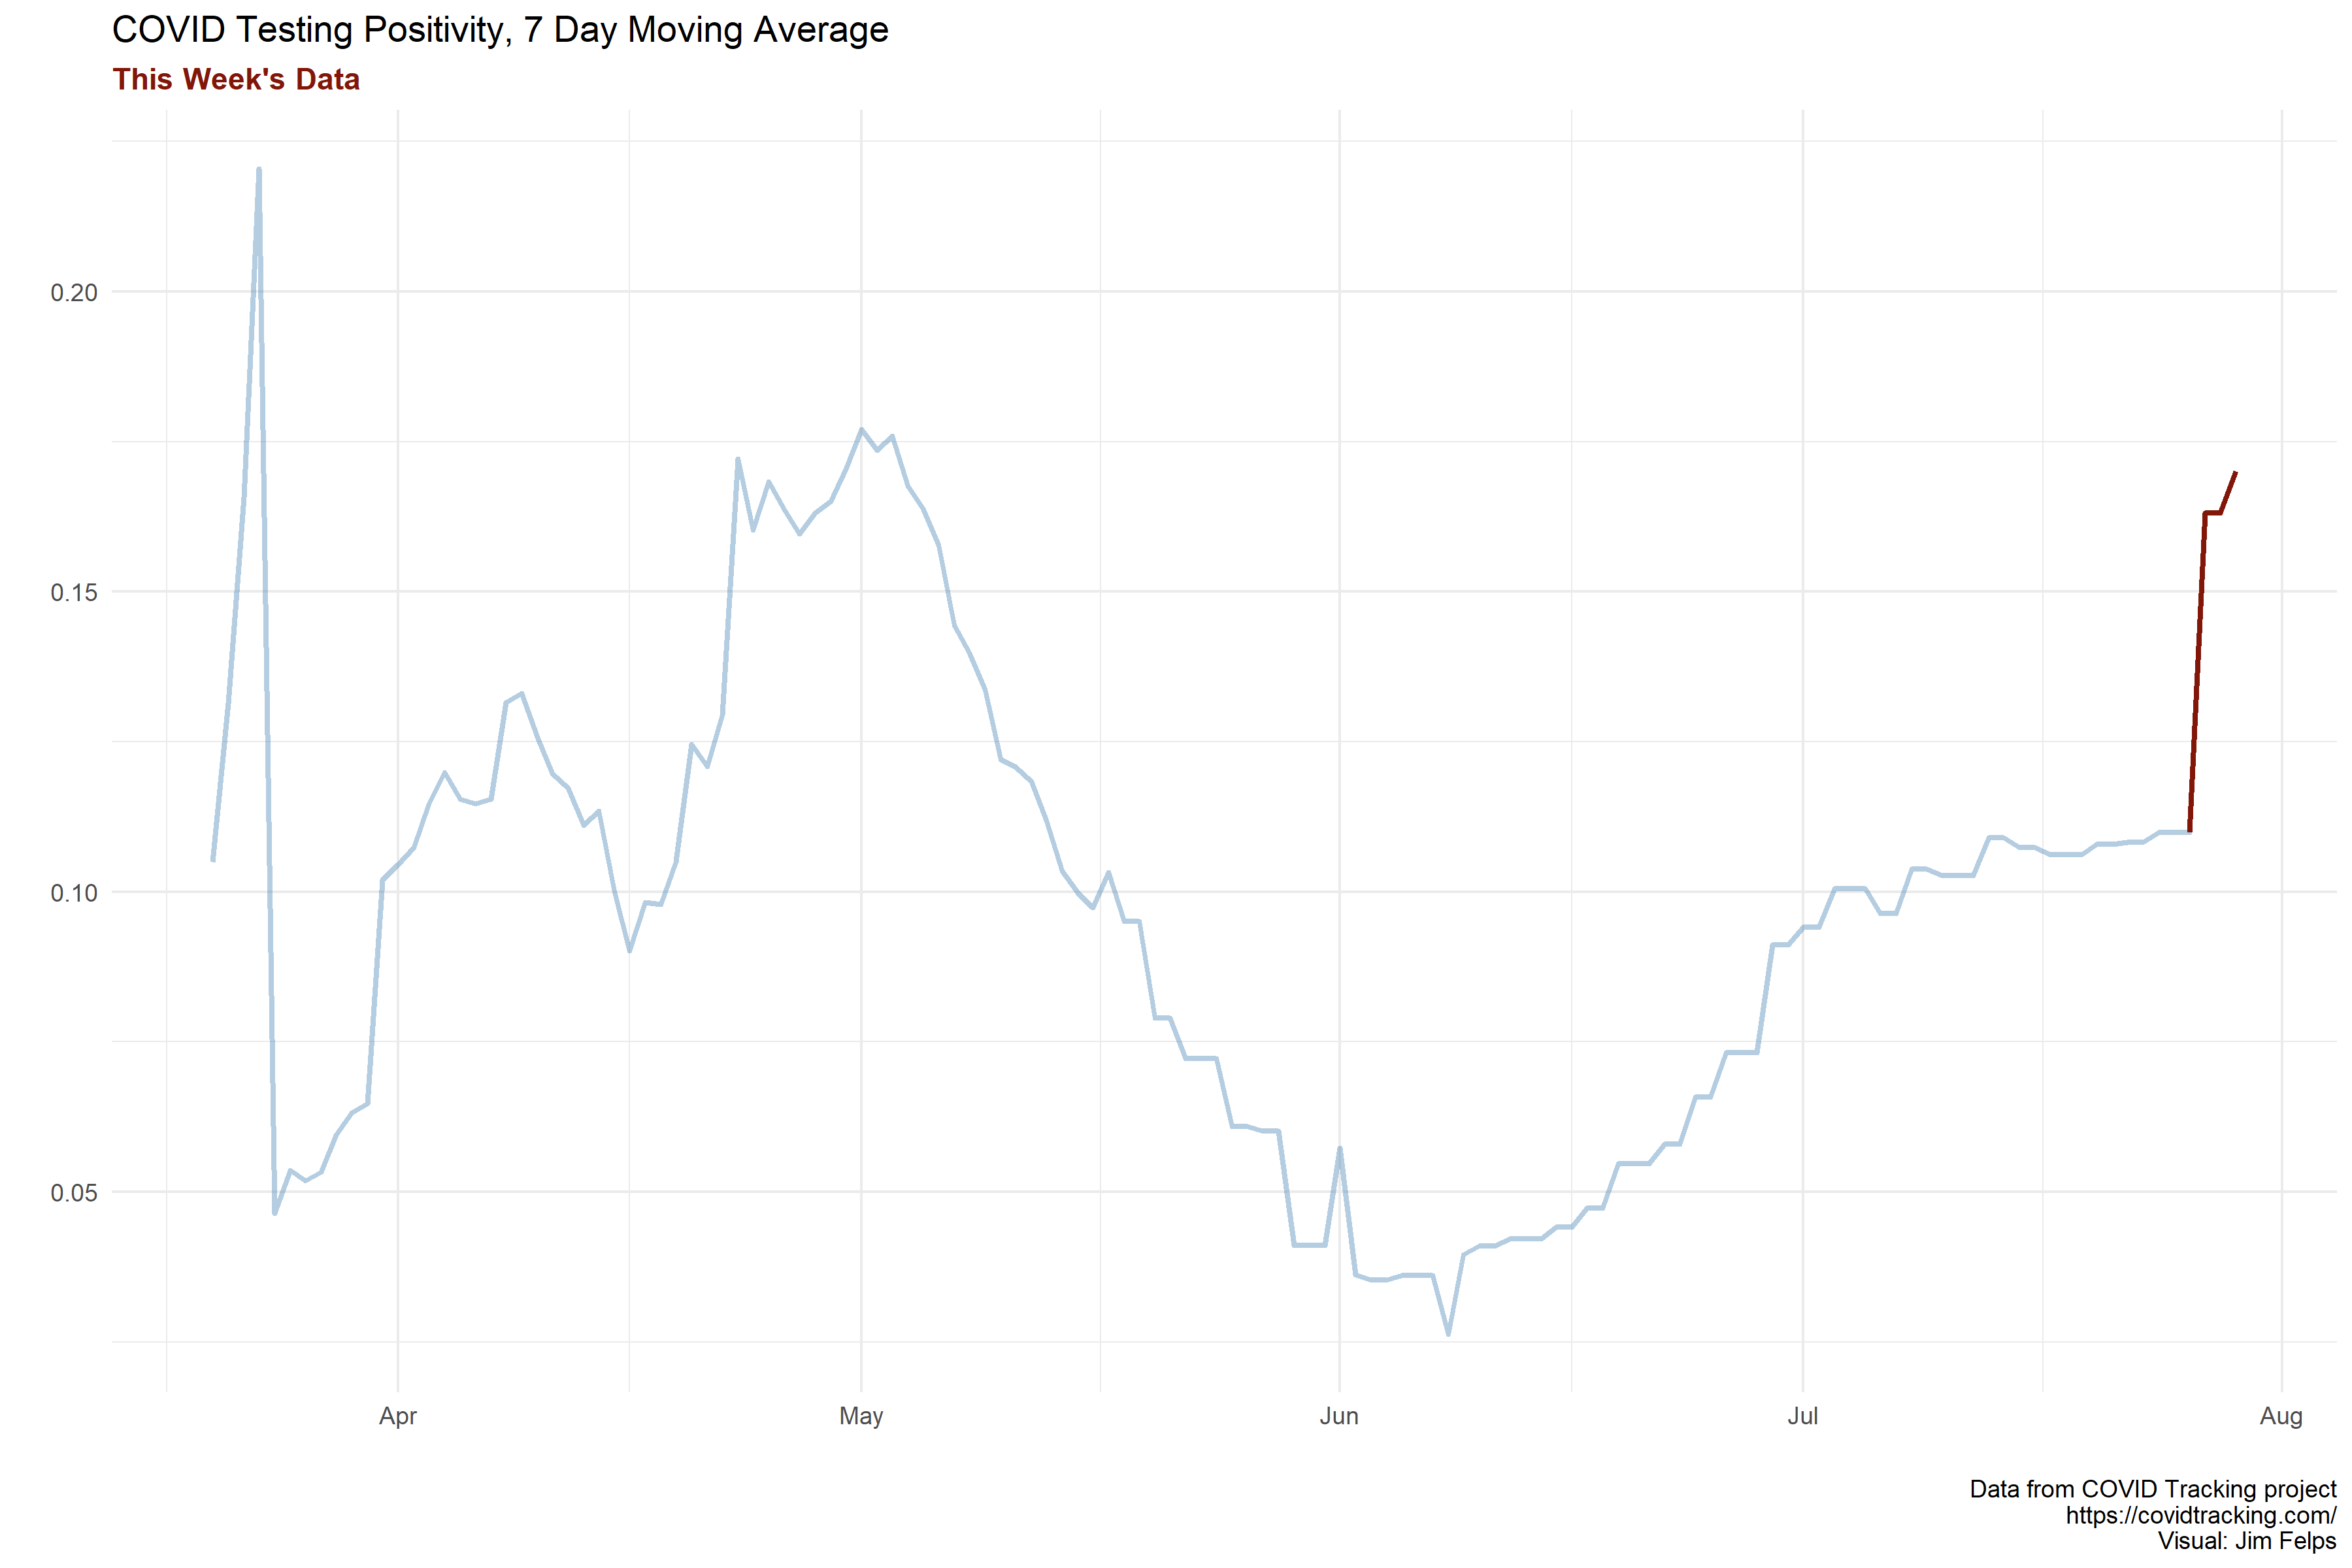 COVID Testing Positivity, 7 Day Moving Average
This Week's Data
0.20
0.15
0.10
0.05
Apr May Jun Jul Aug
Data from COVID Tracking project
https://covidtracking.com/
Visual: Jim Felps